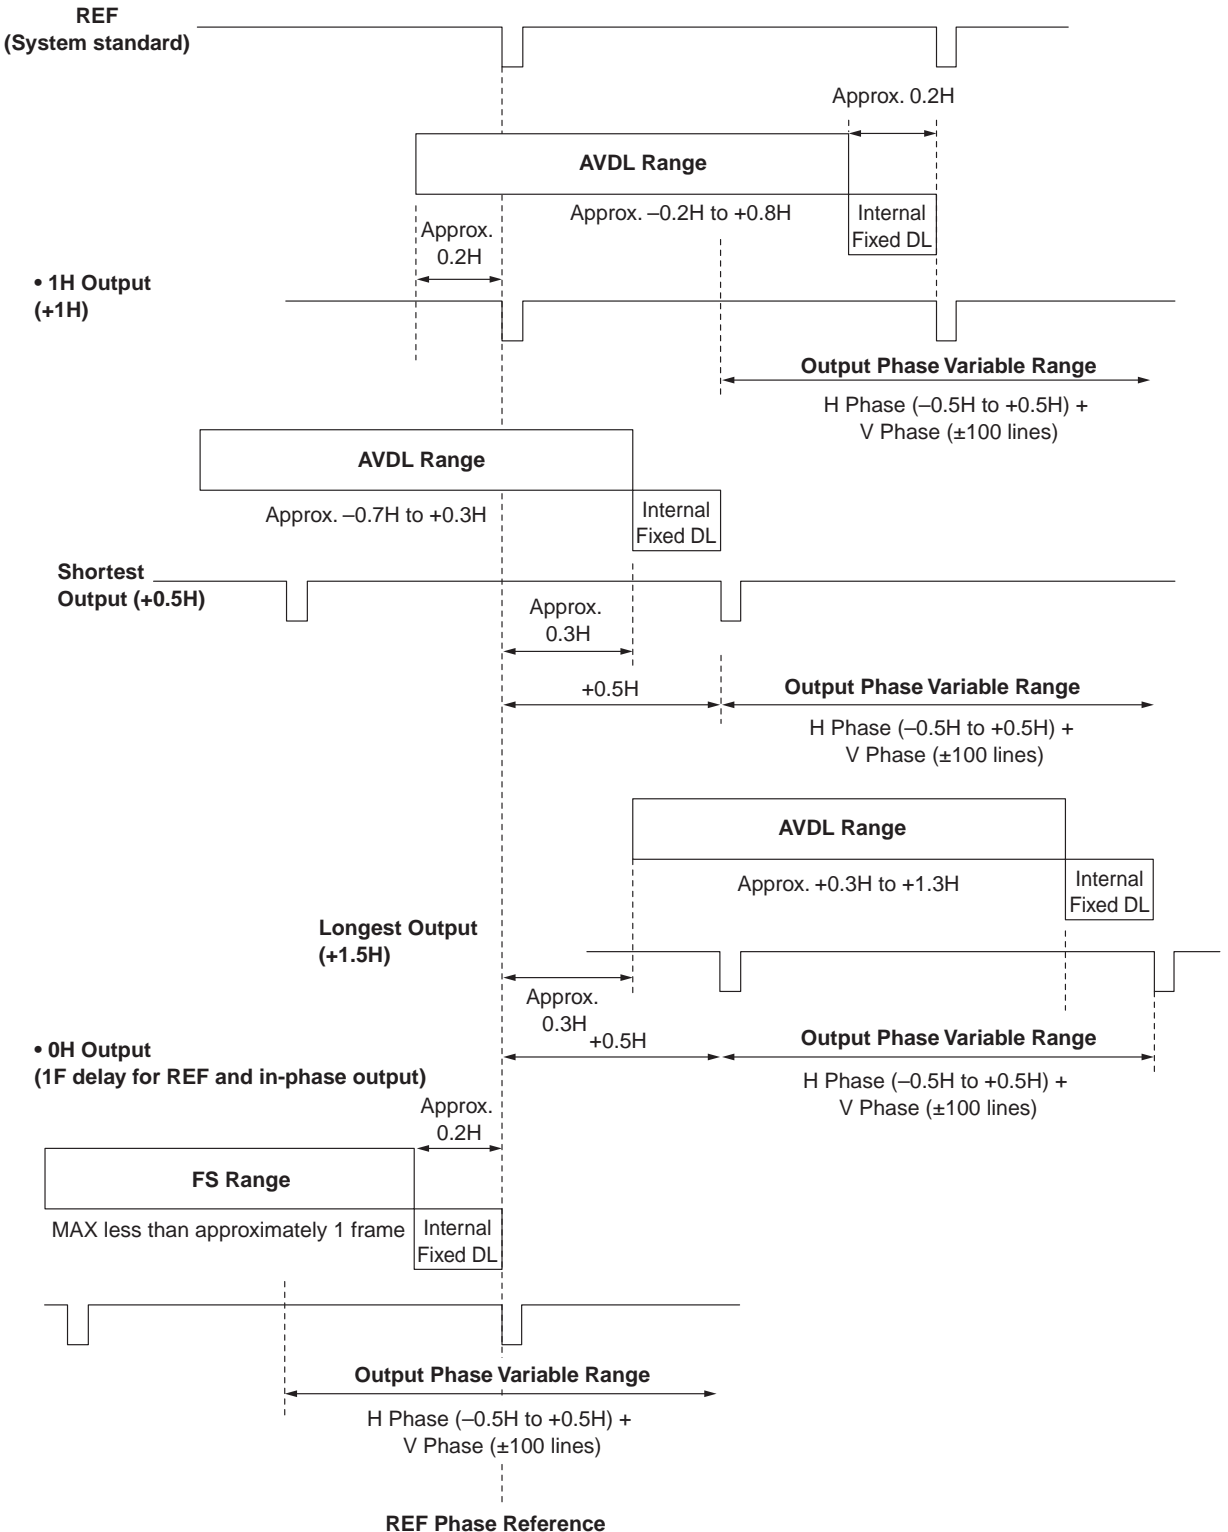 REF
(System standard)
Approx. 0.2H
AVDL Range
Approx. –0.2H to +0.8H
Internal
Fixed DL
Approx.
0.2H
• 1H Output
(+1H)
Output Phase Variable Range
H Phase (–0.5H to +0.5H) +
V Phase (±100 lines)
AVDL Range
Approx. –0.7H to +0.3H
Internal
Fixed DL
Shortest
Output (+0.5H)
Approx.
0.3H
+0.5H
Output Phase Variable Range
H Phase (–0.5H to +0.5H) +
V Phase (±100 lines)
AVDL Range
Approx. +0.3H to +1.3H
Internal
Fixed DL
Longest Output
(+1.5H)
Approx.
0.3H
+0.5H
Output Phase Variable Range
H Phase (–0.5H to +0.5H) +
V Phase (±100 lines)
• 0H Output
(1F delay for REF and in-phase output)
Approx.
0.2H
FS Range
MAX less than approximately 1 frame
Internal
Fixed DL
Output Phase Variable Range
H Phase (–0.5H to +0.5H) +
V Phase (±100 lines)
REF Phase Reference